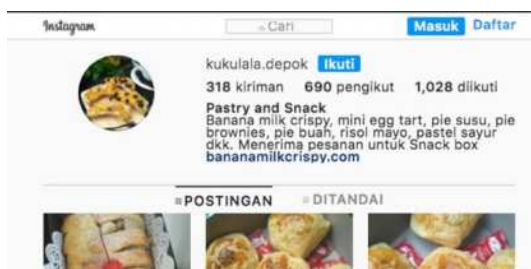 Instagram
Cari
Masuk Daftar
kukulala.depok Ikuti
318 kiriman 690 pengikut 1,028 diikuti
Pastry and Snack
Banana milk crispy, mini egg tart, pie susu, pie
brownies, pie buah, risol mayo, pastel sayur
dkk. Menerima pesanan untuk Snack box
bananamilkcrispy.com
POSTINGAN DITANDAI